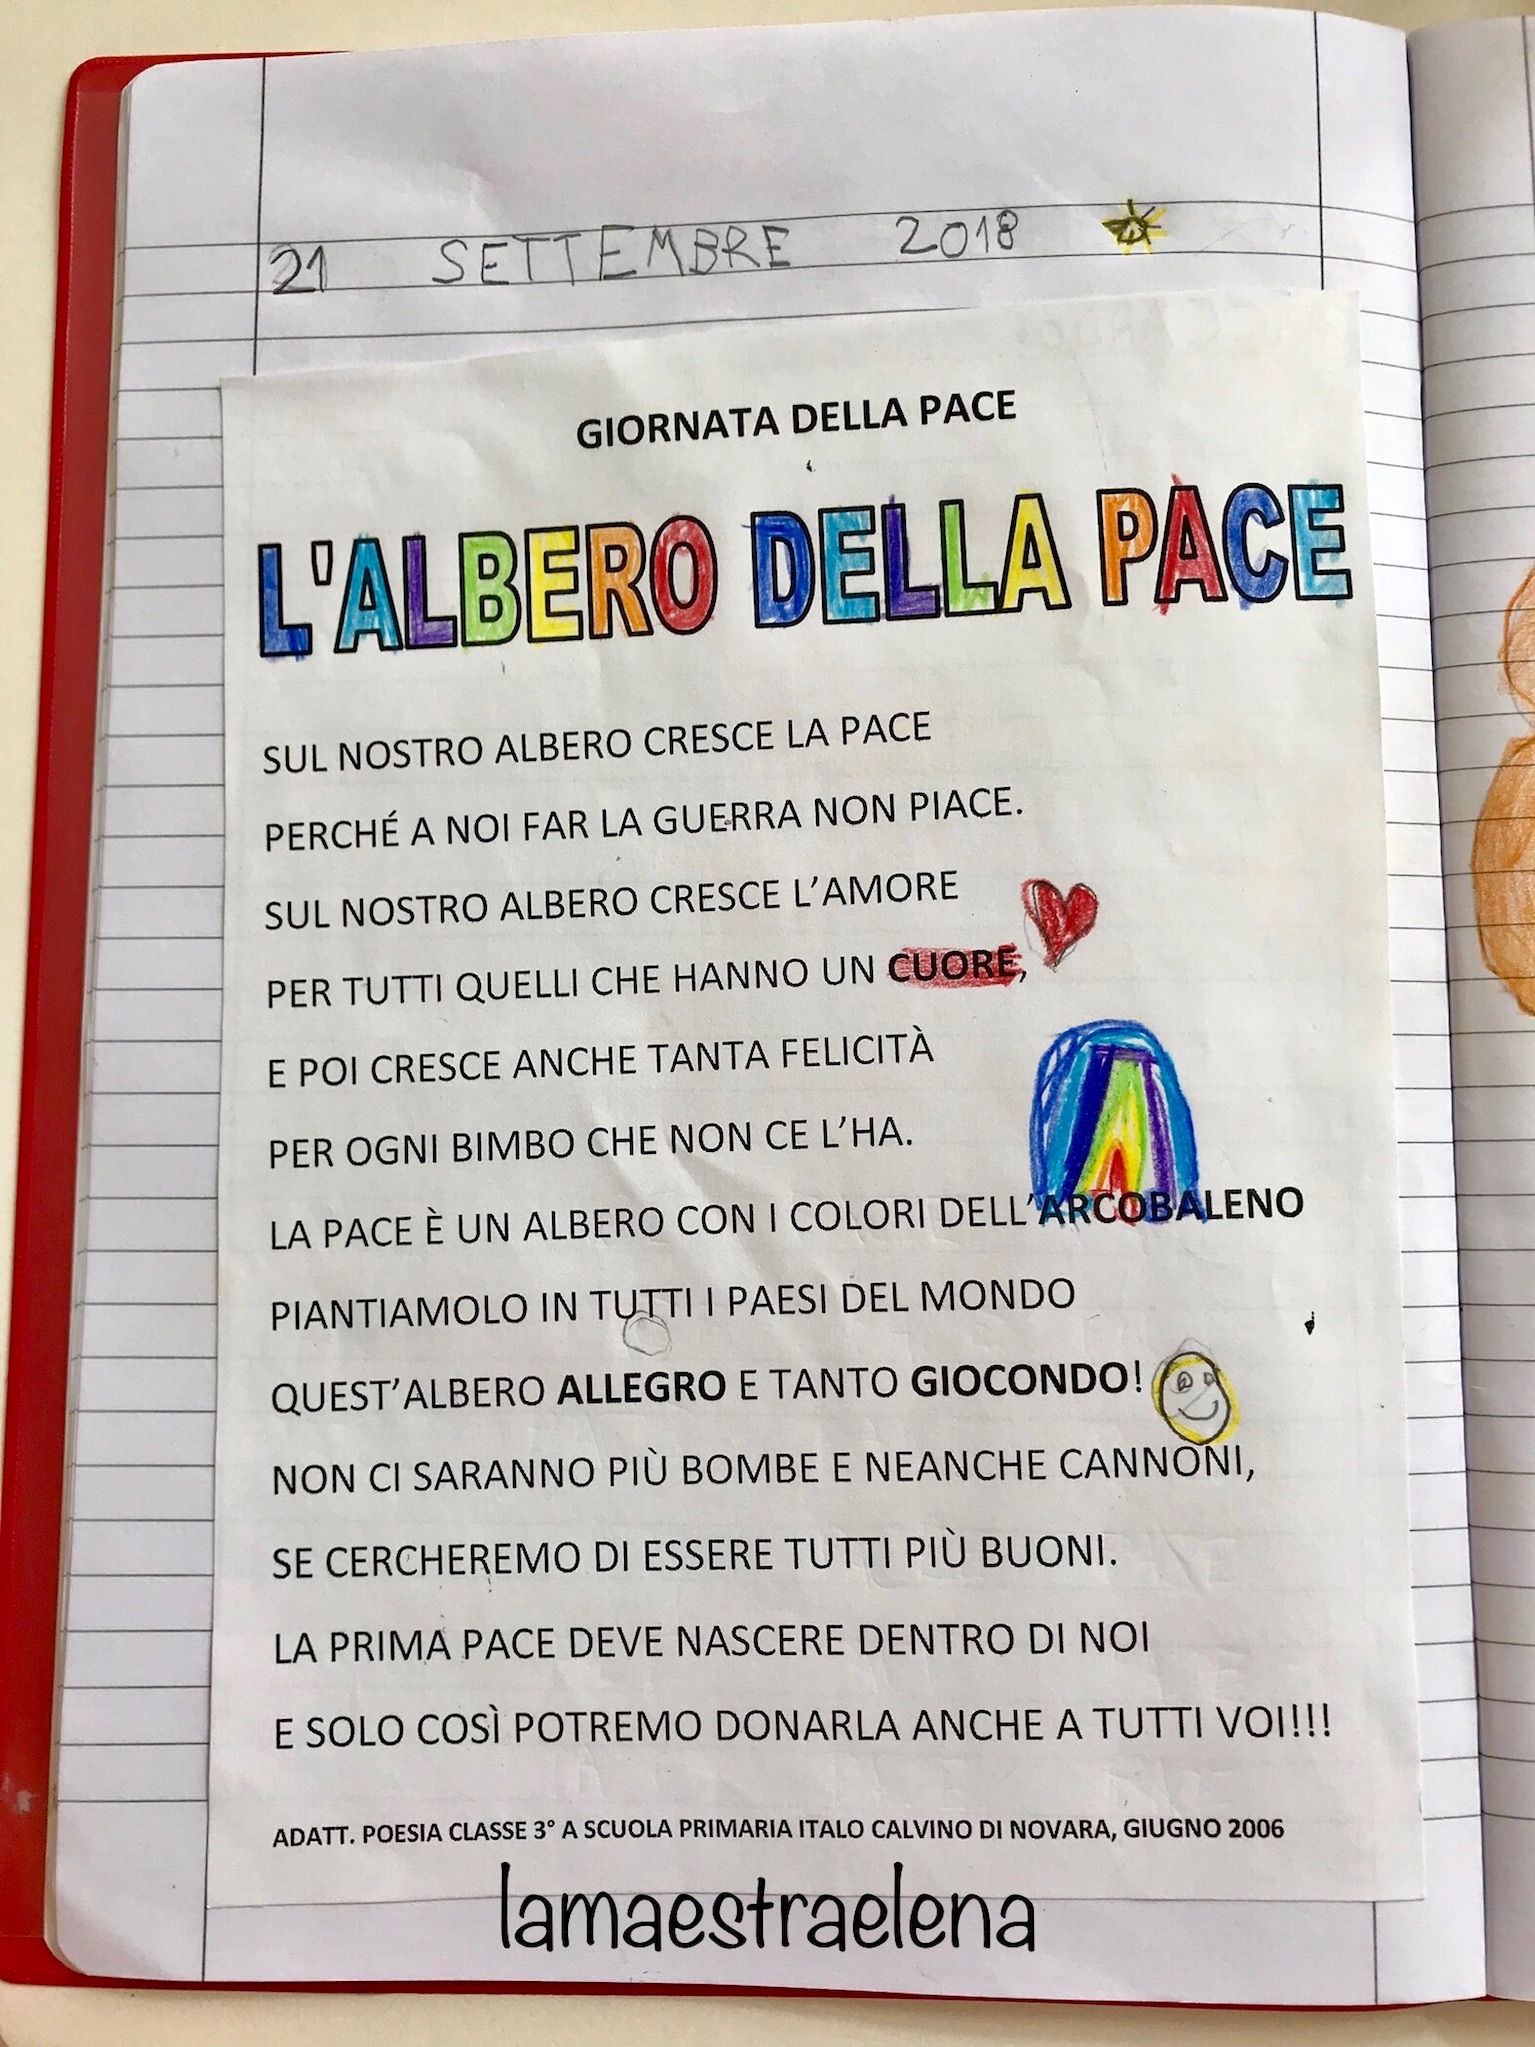 21 SETTEMBRE 2018
GIORNATA DELLA PACE
L'ALBERO DELLA PACE
SUL NOSTRO ALBERO CRESCE LA PACE
PERCHÉ A NOI FAR LA GUERRA NON PIACE.
SUL NOSTRO ALBERO CRESCE L'AMORE
PER TUTTI QUELLI CHE HANNO UN CUORE,
E POI CRESCE ANCHE TANTA FELICITÀ
PER OGNI BIMBO CHE NON CE L'HA.
LA PACE È UN ALBERO CON I COLORI DELL'ARCOBALENO
PIANTIAMOLO IN TUTTI I PAESI DEL MONDO
QUEST'ALBERO ALLEGRO E TANTO GIOCONDO!
NON CI SARANNO PIÙ BOMBE E NEANCHE CANNONI,
SE CERCHEREMO DI ESSERE TUTTI PIÙ BUONI.
LA PRIMA PACE DEVE NASCERE DENTRO DI NOI
E SOLO COSÌ POTREMO DONARLA ANCHE A TUTTI VOI!!!
ADATT. POESIA CLASSE 3° A SCUOLA PRIMARIA ITALO CALVINO DI NOVARA, GIUGNO 2006
lamaestraelena